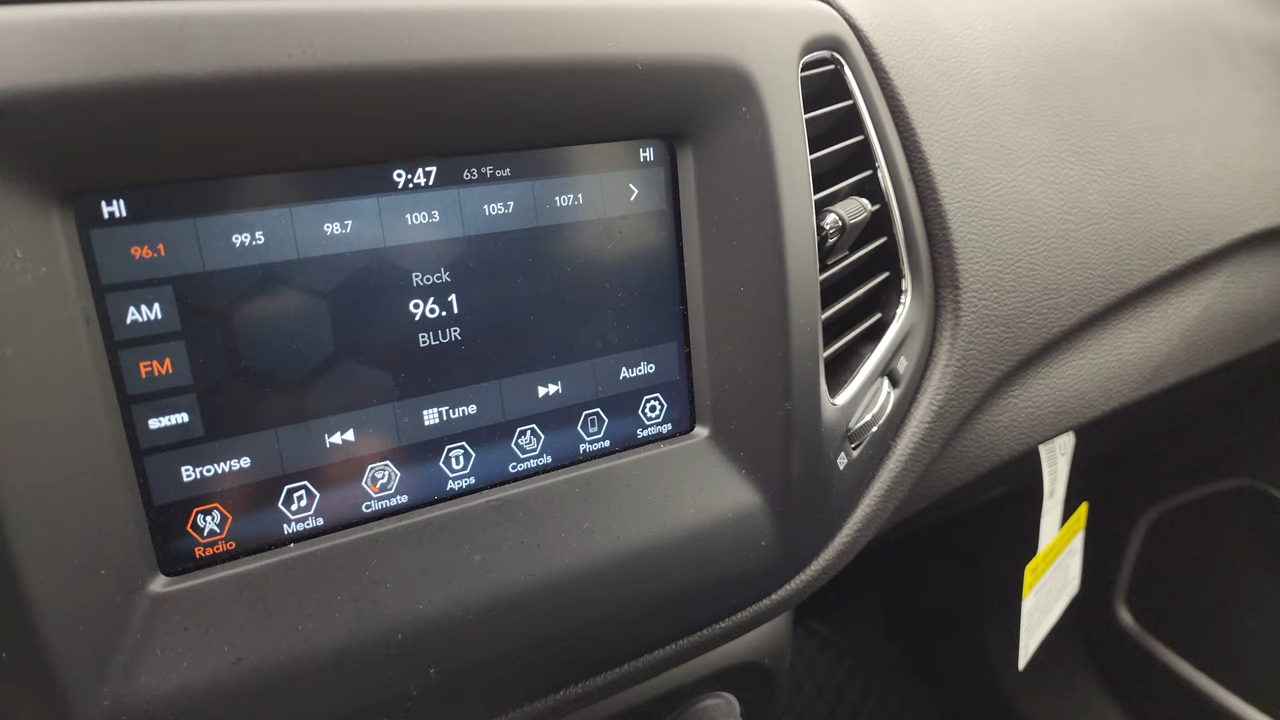 9:47 63 °F out HI
HI
96.1 99.5 98.7 100.3 105.7 107.1
Rock
AM 96.1
BLUR
FM
sxm
Browse Tune Audio
Radio Media Climate Apps Controls Phone Settings